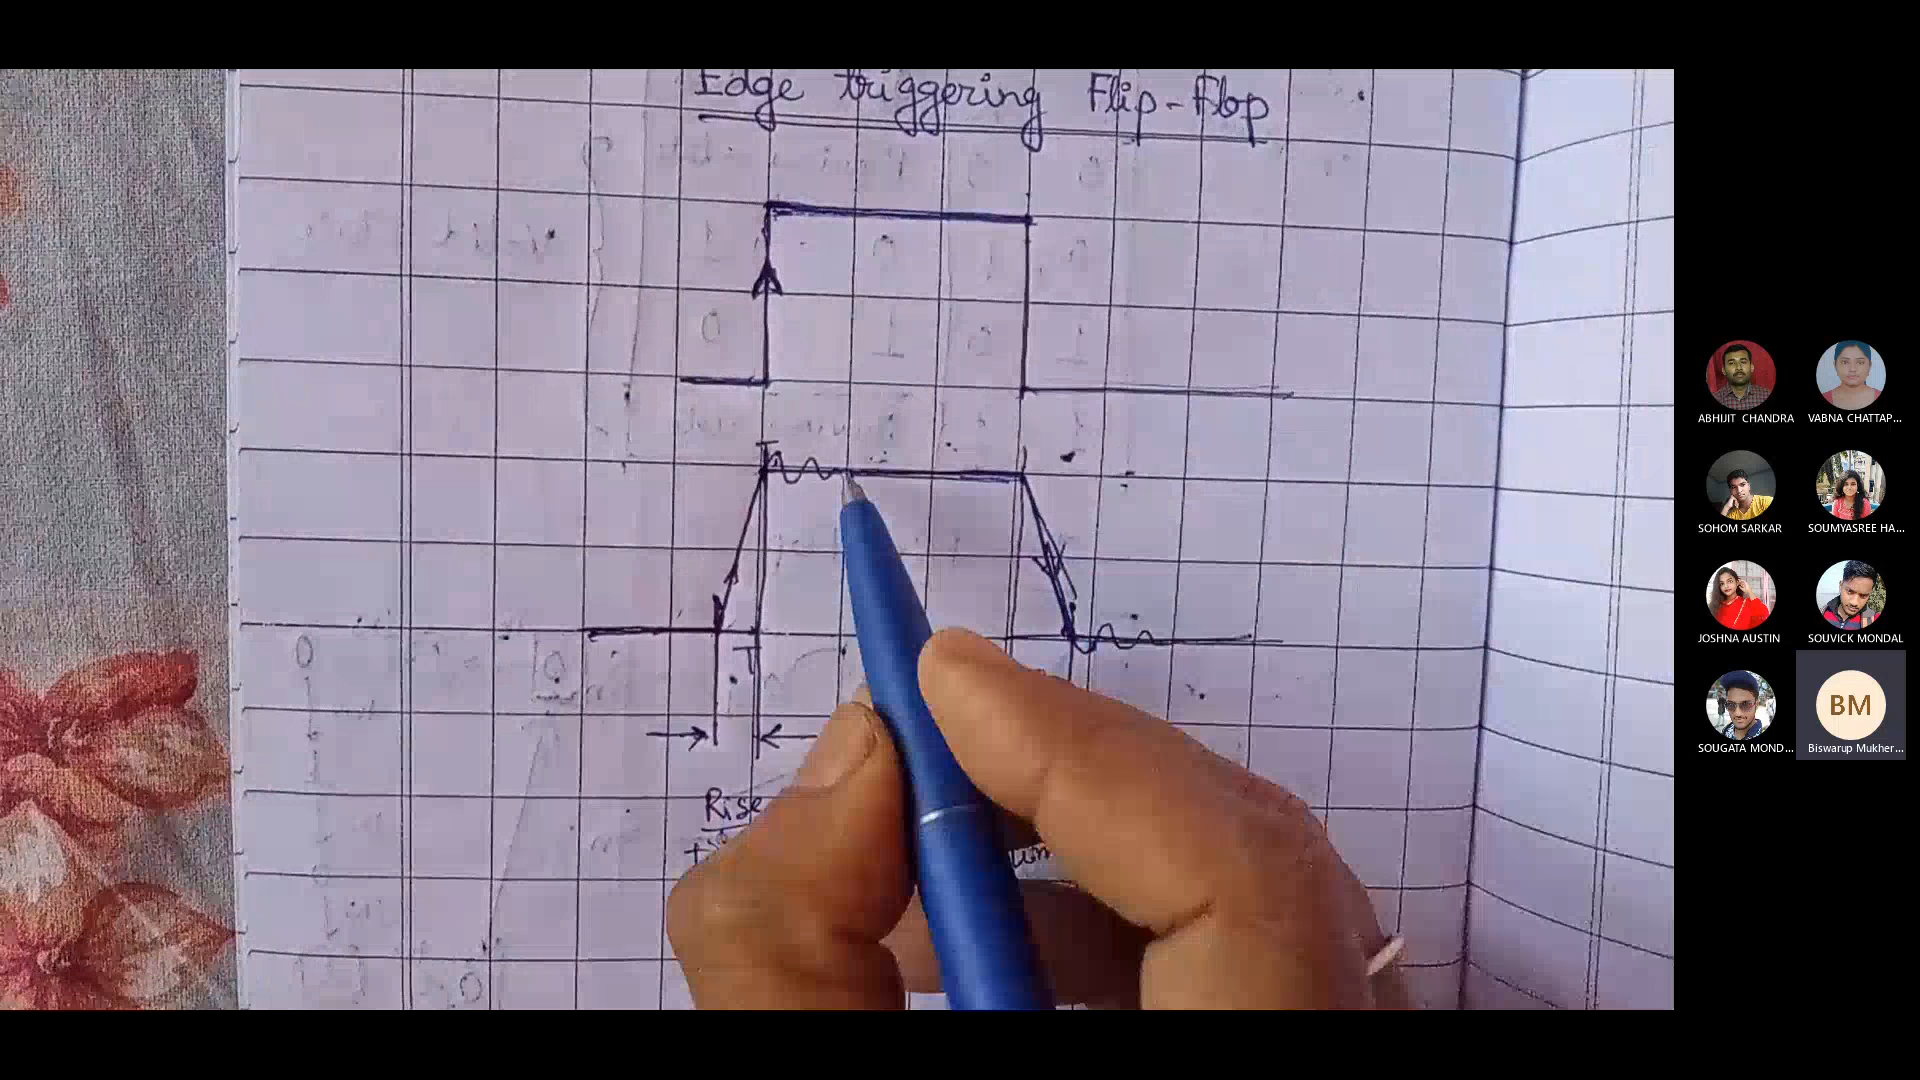 Edge triggering Flip-flop
Rise
ABHIJIT CHANDRA
VABNA CHATTAP...
SOHOM SARKAR
SOUMYASREE HA...
JOSHNA AUSTIN
SOUVICK MONDAL
BM
SOUGATA MOND...
Biswarup Mukher...